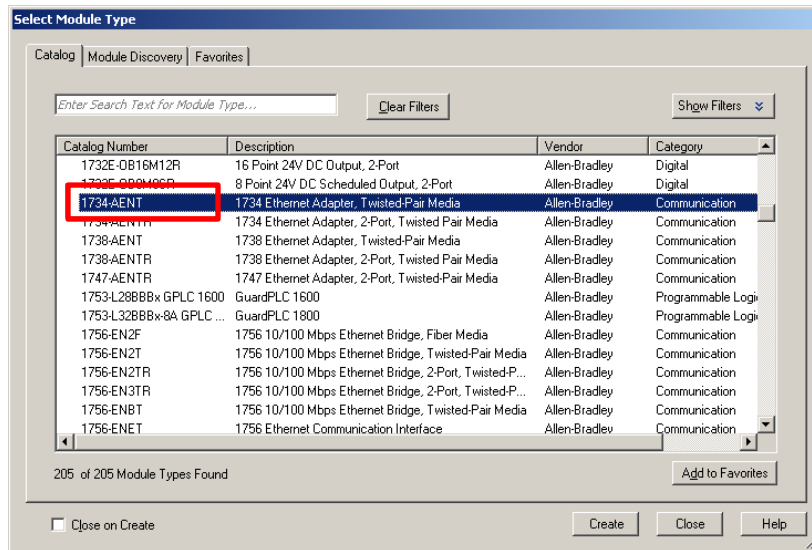 Select Module Type
Catalog Module Discovery Favorites
Enter Search Text for Module Type... Clear Filters Show Filters
Catalog Number Description Vendor Category
1732E-OB16M12R 16 Point 24V DC Output, 2-Port Allen-Bradley Digital
1732E-OB8M8SR 8 Point 24V DC Scheduled Output, 2-Port Allen-Bradley Digital
1734-AENT 1734 Ethernet Adapter, Twisted-Pair Media Allen-Bradley Communication
1734-AENTR 1734 Ethernet Adapter, 2-Port, Twisted-Pair Media Allen-Bradley Communication
1738-AENT 1738 Ethernet Adapter, Twisted-Pair Media Allen-Bradley Communication
1738-AENTR 1738 Ethernet Adapter, 2-Port, Twisted-Pair Media Allen-Bradley Communication
1747-AENTR 1747 Ethernet Adapter, 2-Port, Twisted-Pair Media Allen-Bradley Communication
1753-L28BBBx GPLC 1600 GuardPLC 1600 Allen-Bradley Programmable Logi
1753-L32BBBx-8A GPLC ... GuardPLC 1800 Allen-Bradley Programmable Logi
1756-EN2F 1756 10/100 Mbps Ethernet Bridge, Fiber Media Allen-Bradley Communication
1756-EN2T 1756 10/100 Mbps Ethernet Bridge, Twisted-Pair Media Allen-Bradley Communication
1756-EN2TR 1756 10/100 Mbps Ethernet Bridge, 2-Port, Twisted-P... Allen-Bradley Communication
1756-EN3TR 1756 10/100 Mbps Ethernet Bridge, 2-Port, Twisted-P... Allen-Bradley Communication
1756-ENBT 1756 10/100 Mbps Ethernet Bridge, Twisted-Pair Media Allen-Bradley Communication
1756-ENET 1756 Ethernet Communication Interface Allen-Bradley Communication
205 of 205 Module Types Found Add to Favorites
Close on Create Create Close Help